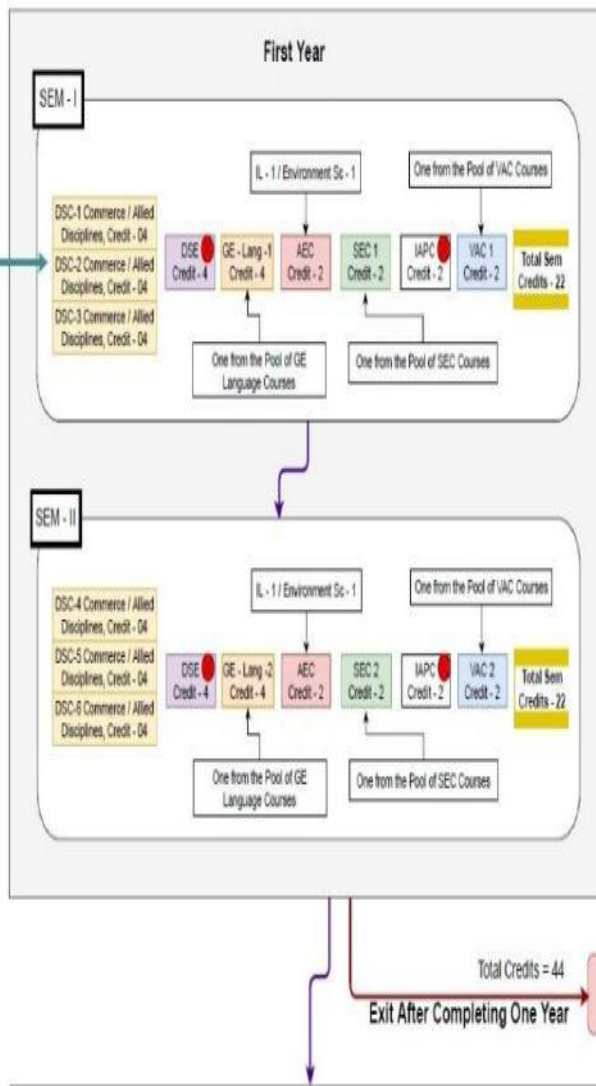 First Year
SEM - I
IL - 1 / Environment Sc - 1
One from the Pool of VAC Courses
DSC-1 Commerce / Allied
Disciplines, Credit - 04
DSC-2 Commerce / Allied
Disciplines, Credit - 04
DSC-3 Commerce / Allied
Disciplines, Credit - 04
DSE
Credit - 4
GE - Lang -1
Credit - 4
AEC
Credit - 2
SEC 1
Credit - 2
IAPC
Credit - 2
VAC 1
Credit - 2
Total Sem
Credits - 22
One from the Pool of GE
Language Courses
One from the Pool of SEC Courses
SEM - II
IL - 1 / Environment Sc - 1
One from the Pool of VAC Courses
DSC-4 Commerce / Allied
Disciplines, Credit - 04
DSC-5 Commerce / Allied
Disciplines, Credit - 04
DSC-6 Commerce / Allied
Disciplines, Credit - 04
DSE
Credit - 4
GE - Lang -2
Credit - 4
AEC
Credit - 2
SEC 2
Credit - 2
IAPC
Credit - 2
VAC 2
Credit - 2
Total Sem
Credits - 22
One from the Pool of GE
Language Courses
One from the Pool of SEC Courses
Total Credits = 44
Exit After Completing One Year